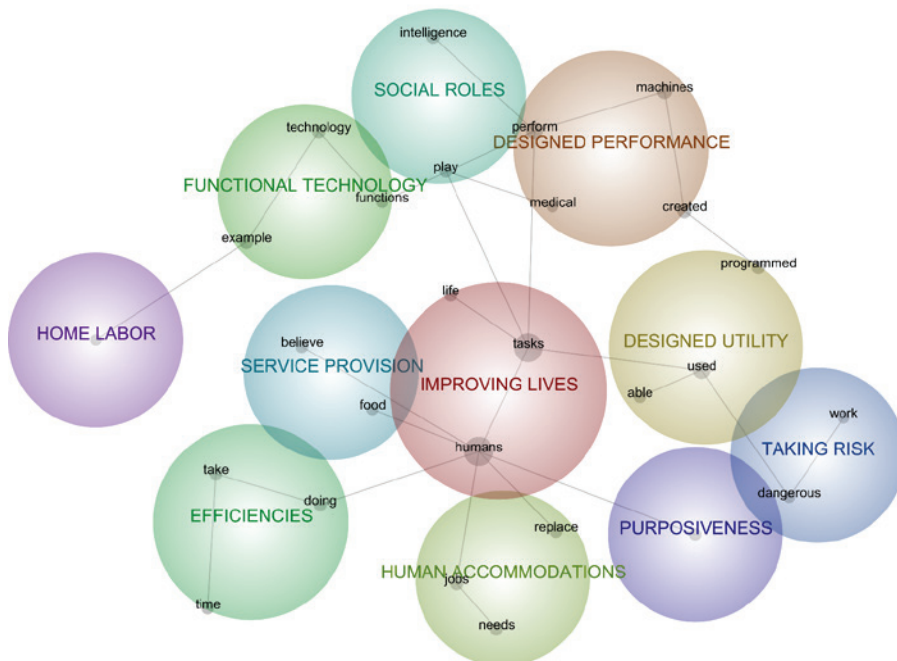 intelligence
SOCIAL ROLES
machines
technology
perform
DESIGNED PERFORMANCE
play
FUNCTIONAL TECHNOLOGY
functions
medical
created
example
programmed
life
HOME LABOR
believe
tasks
DESIGNED UTILITY
SERVICE PROVISION
used
IMPROVING LIVES
able
food
work
humans
TAKING RISK
take
dangerous
doing
EFFICIENCIES
replace
PURPOSIVENESS
HUMAN ACCOMMODATIONS
jobs
time
needs